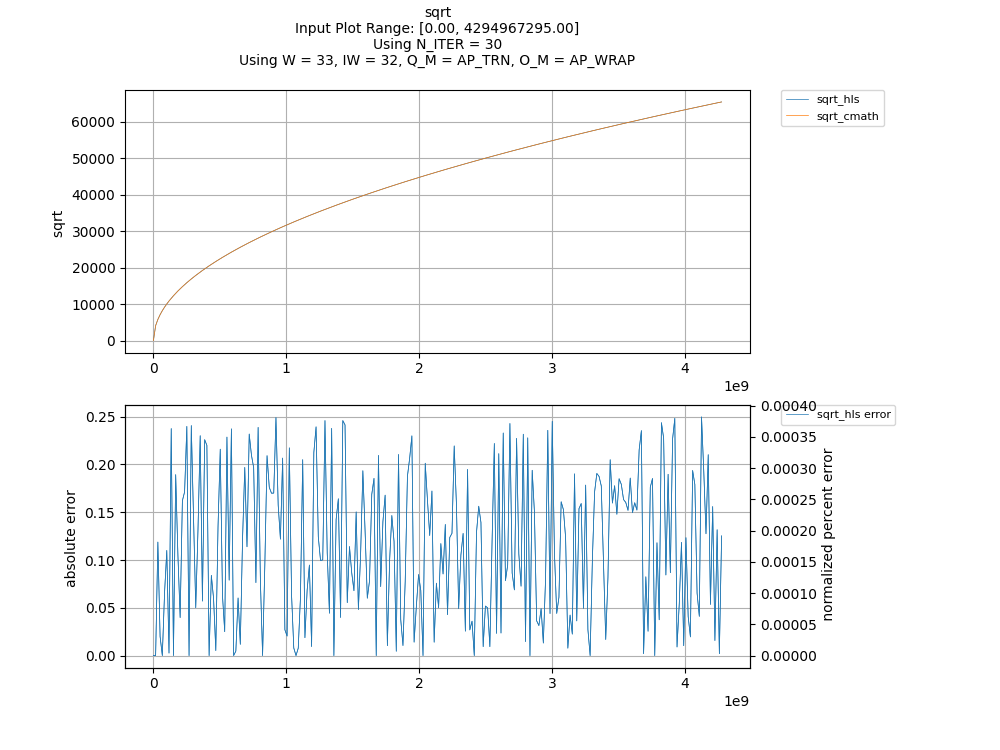 sqrt
Input Plot Range: [0.00, 4294967295.00]
Using N_ITER = 30
Using W = 33, IW = 32, Q_M = AP_TRN, O_M = AP_WRAP
sqrt_hls
sqrt_cmath
60000
50000
40000
30000
20000
10000
0
sqrt
0 1 2 3 4
1e9
sqrt_hls error
0.25
0.20
0.15
0.10
0.05
0.00
absolute error
0.00040
0.00035
0.00030
0.00025
0.00020
0.00015
0.00010
0.00005
0.00000
normalized percent error
0 1 2 3 4
1e9